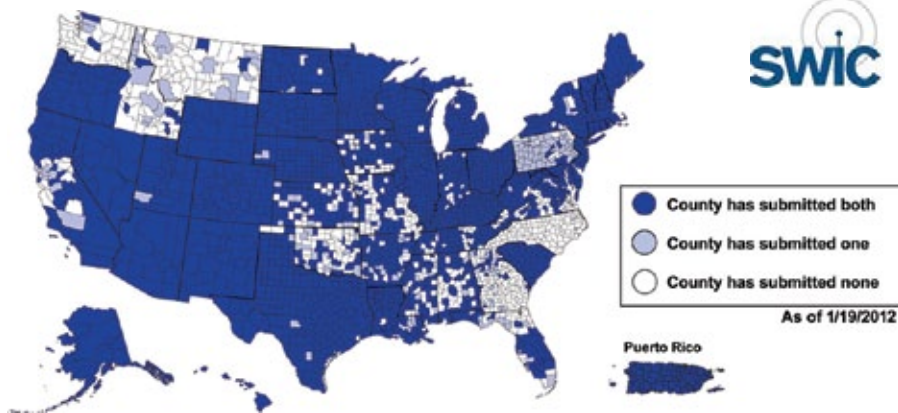 SWIC
County has submitted both
County has submitted one
County has submitted none
As of 1/19/2012
Puerto Rico